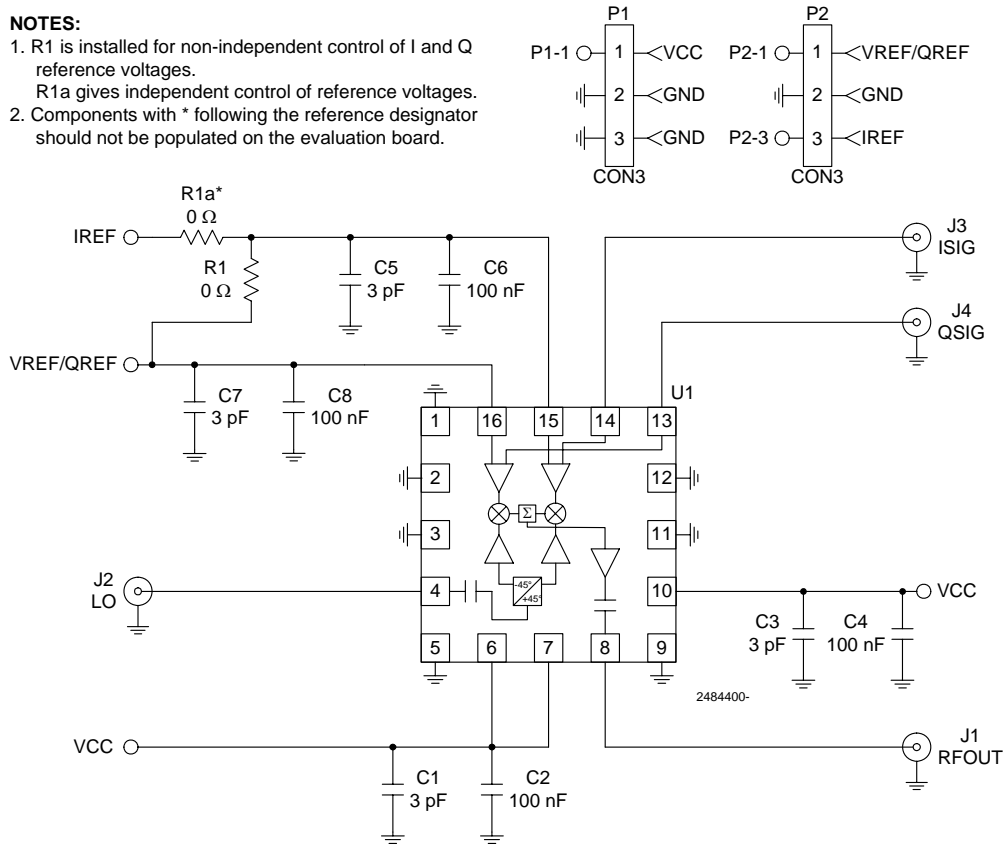 NOTES:
1. R1 is installed for non-independent control of I and Q
reference voltages.
R1a gives independent control of reference voltages.
2. Components with * following the reference designator
should not be populated on the evaluation board.
P1
P1-1
1
VCC
2
GND
3
GND
CON3
P2
P2-1
1
VREF/QREF
2
GND
P2-3
3
IREF
CON3
R1a*
0 Ω
IREF
R1
0 Ω
C5
3 pF
C6
100 nF
J3
ISIG
J4
QSIG
VREF/QREF
C7
3 pF
C8
100 nF
U1
1
16
15
14
13
2
12
Σ
3
11
J2
LO
4
-45°
+45°
10
VCC
C3
3 pF
C4
100 nF
5
6
7
8
9
2484400-
VCC
J1
RFOUT
C1
3 pF
C2
100 nF